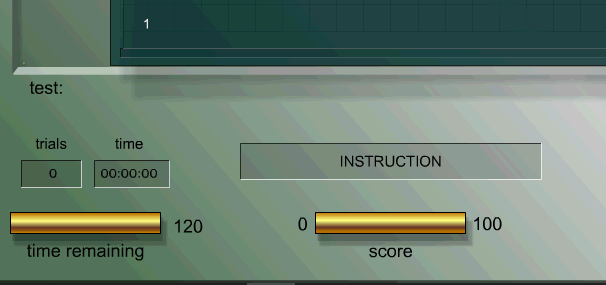 1
test:
trials time
0 00:00:00 INSTRUCTION
120 0 100
time remaining score